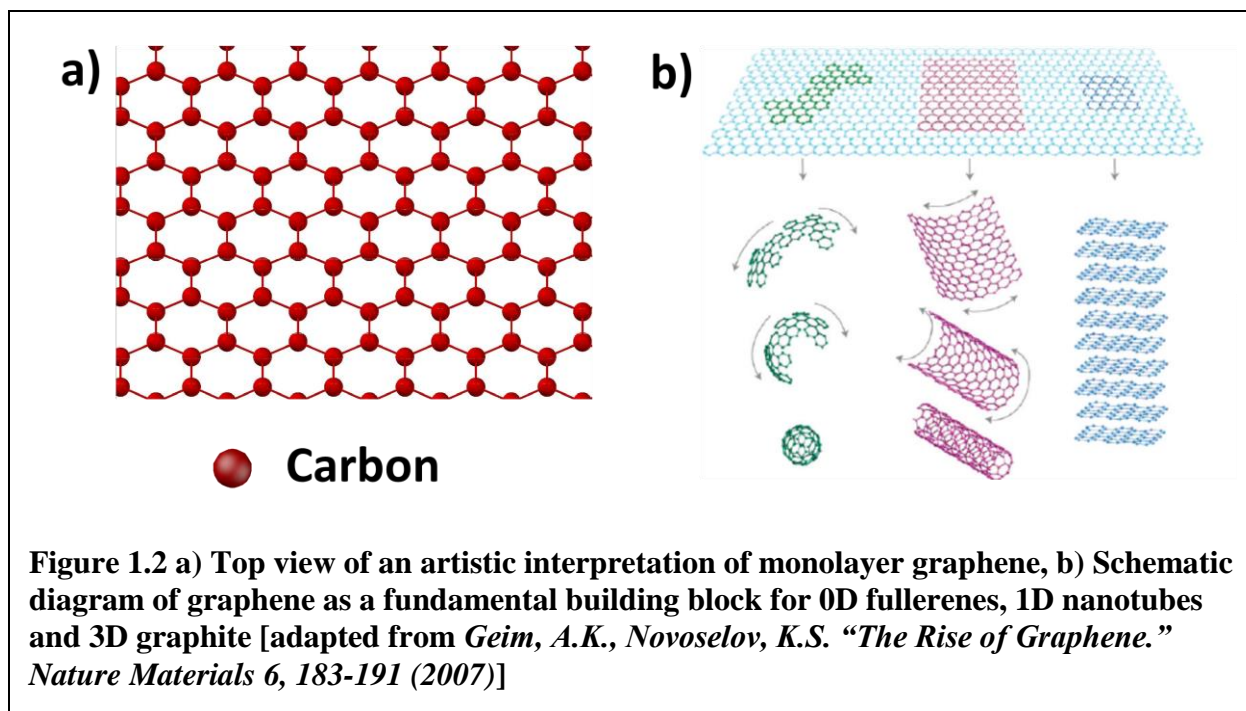 a)
b)
Carbon
Figure 1.2 a) Top view of an artistic interpretation of monolayer graphene, b) Schematic
diagram of graphene as a fundamental building block for 0D fullerenes, 1D nanotubes
and 3D graphite [adapted from Geim, A.K., Novoselov, K.S. “The Rise of Graphene.”
Nature Materials 6, 183-191 (2007)]